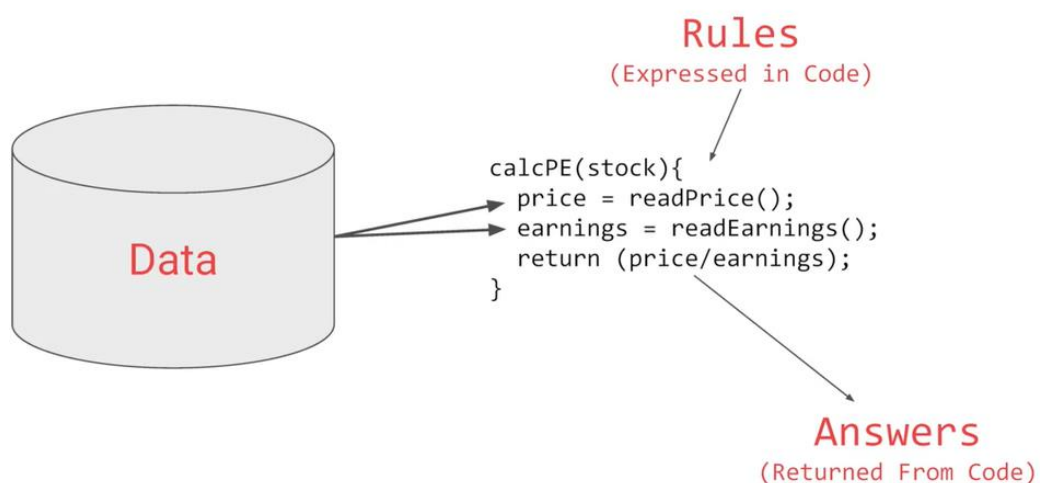 Rules
(Expressed in Code)
calcPE(stock){
price = readPrice();
earnings = readEarnings();
return (price/earnings);
}
Data
Answers
(Returned From Code)